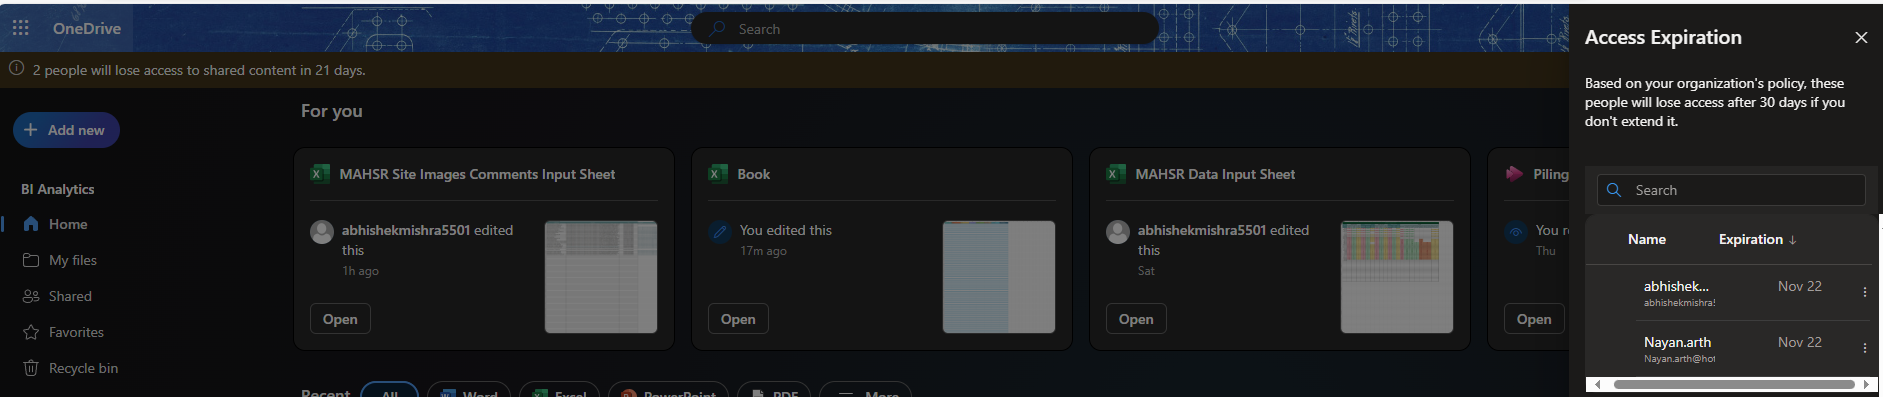 OneDrive
Search
2 people will lose access to shared content in 21 days.
Add new
BI Analytics
Home
My files
Shared
Favorites
Recycle bin
For you
MAHSR Site Images Comments Input Sheet
abhishekmishra5501 edited
this
1h ago
Open
Book
You edited this
17m ago
Open
MAHSR Data Input Sheet
abhishekmishra5501 edited
this
Sat
Open
Piling
You r
Thu
Open
Recent
All
Word
Excel
PowerPoint
PDF
More
Access Expiration
Based on your organization's policy, these
people will lose access after 30 days if you
don't extend it.
Search
Name Expiration
abhishek... Nov 22
abhishekmishra
Nayan.arth Nov 22
Nayan.arth@hot